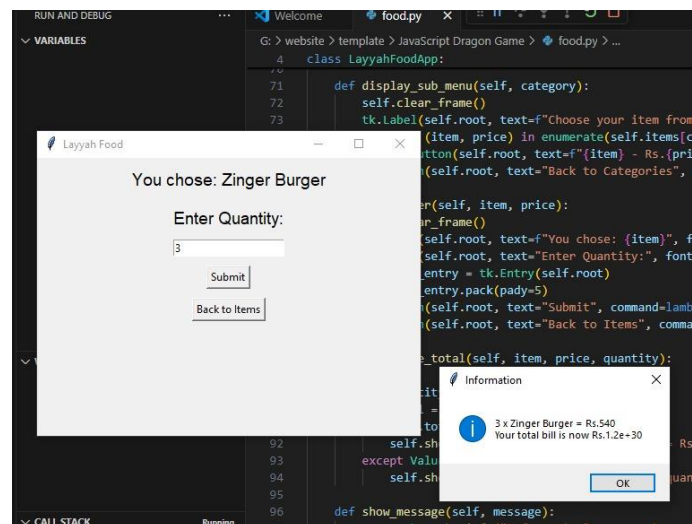 RUN AND DEBUG
Welcome
food.py
VARIABLES
G: > website > template > JavaScript Dragon Game > food.py > ...
4 class LayyahFoodApp:
71 def display_sub_menu(self, category):
72 self.clear_frame()
73 tk.Label(self.root, text=f"Choose your item from
(item, price) in enumerate(self.items[c
(self.root, text=f"{item} - Rs.{pri
(self.root, text="Back to Categories",
(self, item, price):
(self.root, text=f"You chose: {item}", f
(self.root, text="Enter Quantity:", font
_entry = tk.Entry(self.root)
_entry.pack(pady=5)
(self.root, text="Submit", command=lamb
(self.root, text="Back to Items", comma
_total(self, item, price, quantity):
92 self.sh
93 except Valu
94 self.sh
95
96 def show_message(self, message):
CALL STACK
Running
Layyah Food
You chose: Zinger Burger
Enter Quantity:
3
Submit
Back to Items
Information
3 x Zinger Burger = Rs.540
Your total bill is now Rs.1.2e+30
OK